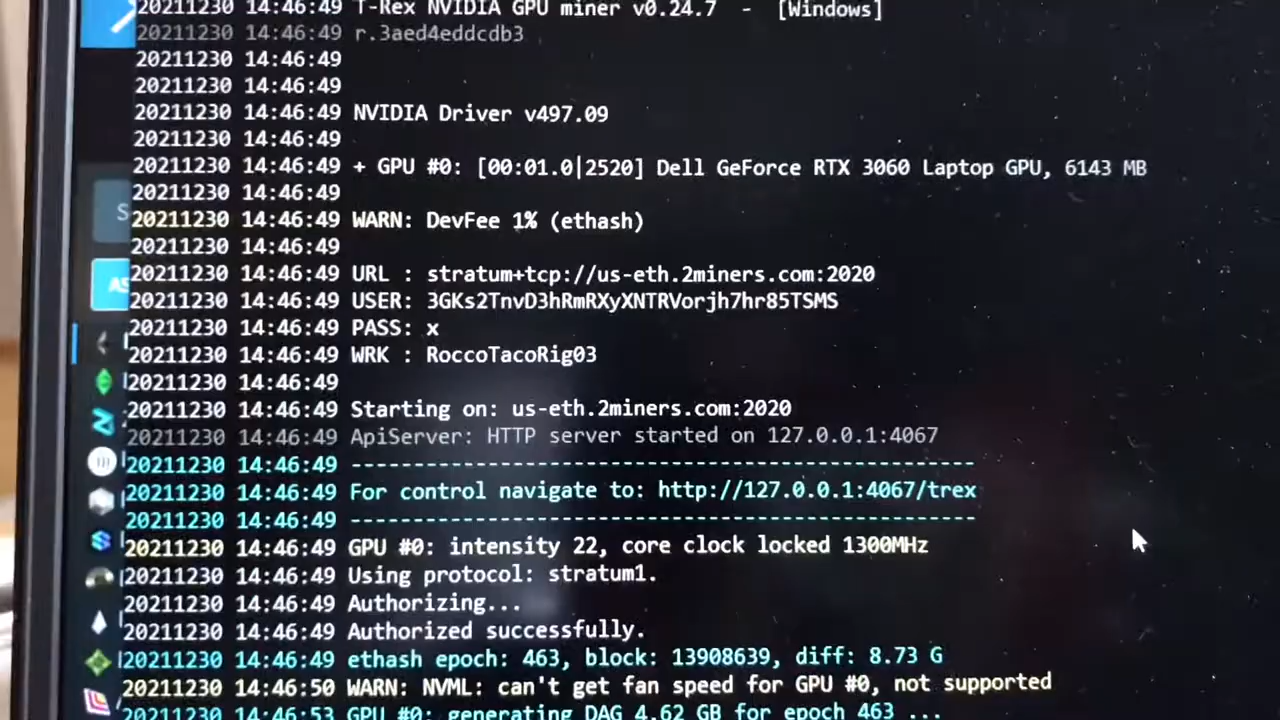 20211230 14:46:49 T-Rex NVIDIA GPU miner v0.24.7 - [Windows]
20211230 14:46:49 r.3aed4eddcdb3
20211230 14:46:49
20211230 14:46:49
20211230 14:46:49 NVIDIA Driver v497.09
20211230 14:46:49
20211230 14:46:49 + GPU #0: [00:01.0|2520] Dell GeForce RTX 3060 Laptop GPU, 6143 MB
20211230 14:46:49
20211230 14:46:49 WARN: DevFee 1% (ethash)
20211230 14:46:49
20211230 14:46:49 URL : stratum+tcp://us-eth.2miners.com:2020
20211230 14:46:49 USER: 3GKs2TnvD3hRmRXyXNTRVorjh7hr85TSMS
20211230 14:46:49 PASS: x
20211230 14:46:49 WRK : RoccoTacoRig03
20211230 14:46:49
20211230 14:46:49 Starting on: us-eth.2miners.com:2020
20211230 14:46:49 ApiServer: HTTP server started on 127.0.0.1:4067
20211230 14:46:49 --------------------------------------------------
20211230 14:46:49 For control navigate to: http://127.0.0.1:4067/trex
20211230 14:46:49 --------------------------------------------------
20211230 14:46:49 GPU #0: intensity 22, core clock locked 1300MHz
20211230 14:46:49 Using protocol: stratum1.
20211230 14:46:49 Authorizing...
20211230 14:46:49 Authorized successfully.
20211230 14:46:49 ethash epoch: 463, block: 13908639, diff: 8.73 G
20211230 14:46:50 WARN: NVML: can't get fan speed for GPU #0, not supported
20211230 14:46:53 GPU #0: generating DAG 4.62 GB for epoch 463 ...